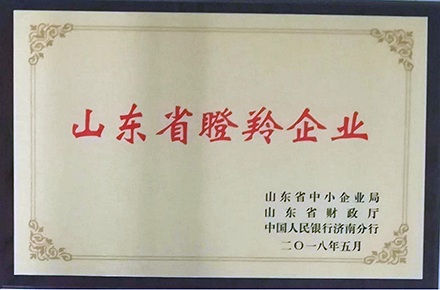 山东省瞪羚企业
山东省中小企业局
山东省财政厅
中国人民银行济南分行
二〇一八年五月